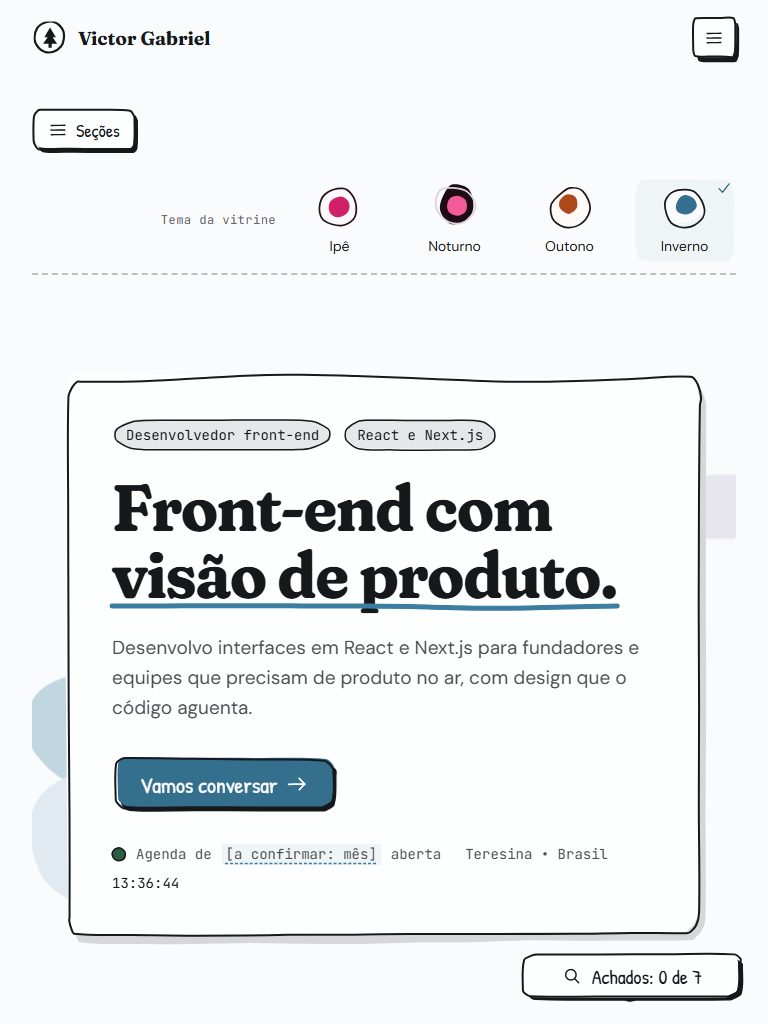 Victor Gabriel
Seções
Tema da vitrine
Ipê
Noturno
Outono
Inverno
Desenvolvedor front-end
React e Next.js
Front-end com
visão de produto.
Desenvolvo interfaces em React e Next.js para fundadores e
equipes que precisam de produto no ar, com design que o
código aguenta.
Vamos conversar →
Agenda de [a confirmar: mês] aberta Teresina • Brasil
13:36:44
Achados: 0 de 7